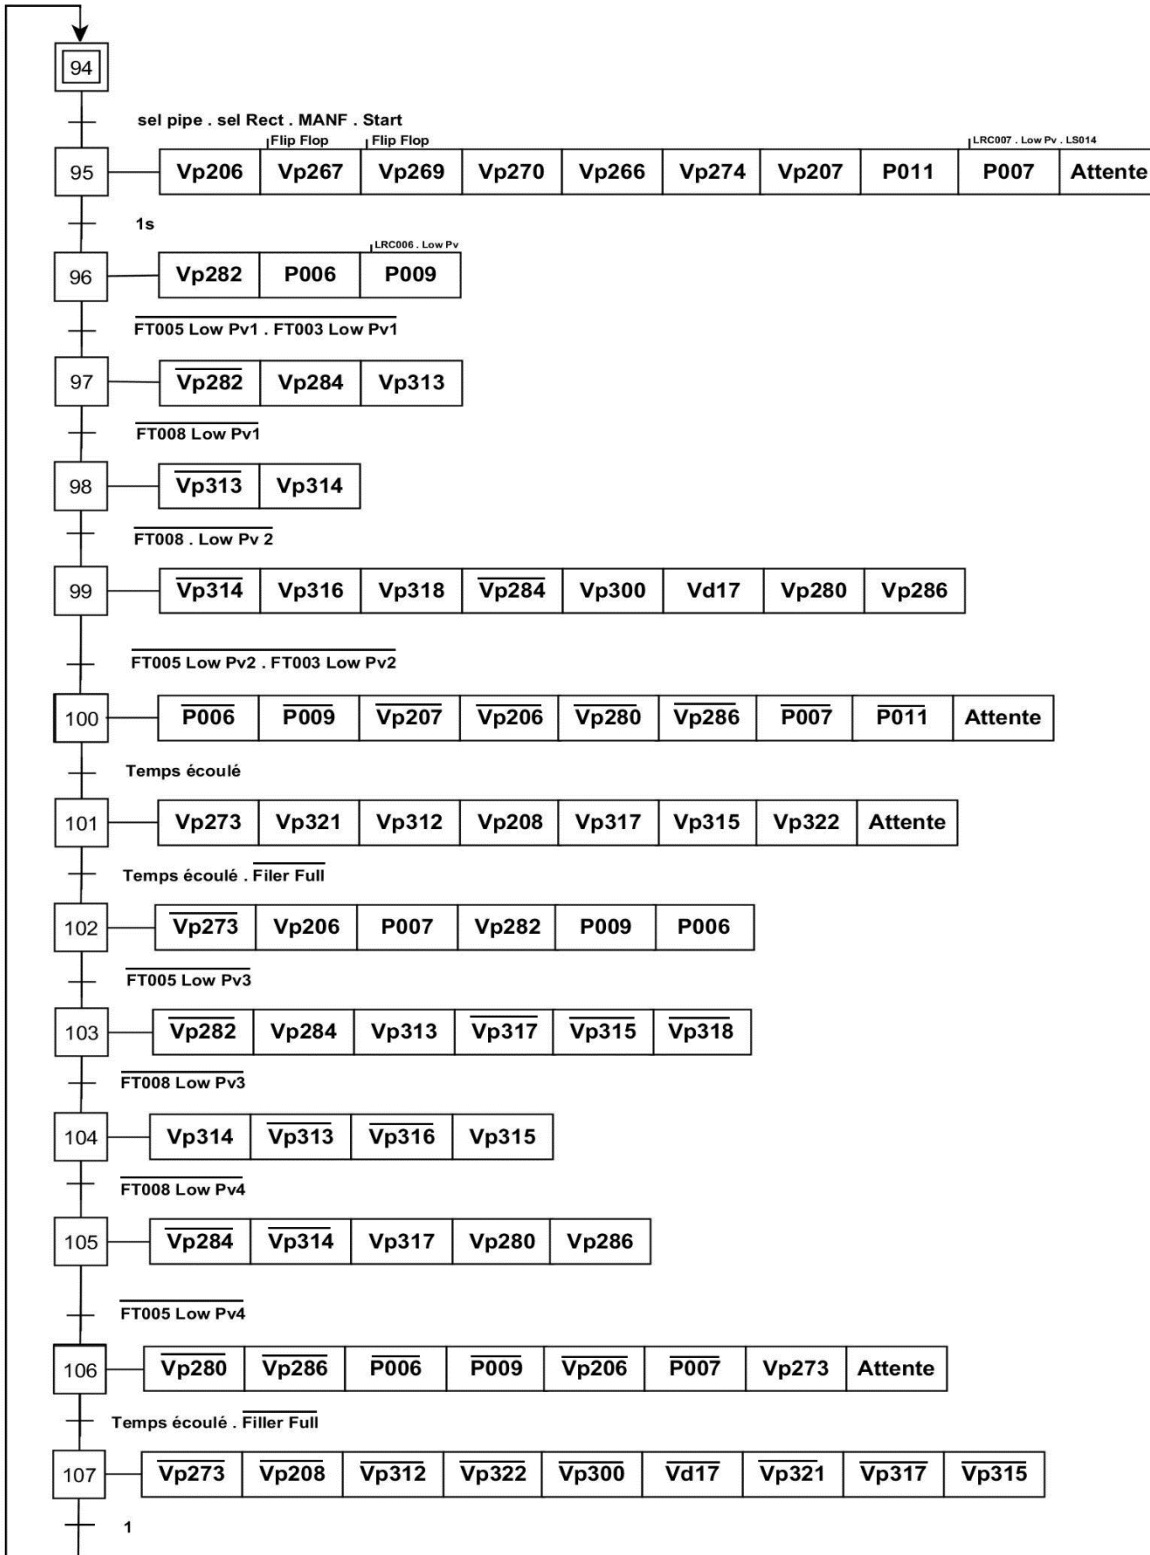 94
sel pipe . sel Rect . MANF . Start
Flip Flop Flip Flop LRC007 . Low Pv . LS014
95 Vp206 Vp267 Vp269 Vp270 Vp266 Vp274 Vp207 P011 P007 Attente
1s
LRC006 . Low Pv
96 Vp282 P006 P009
FT005 Low Pv1 . FT003 Low Pv1
97 Vp282 Vp284 Vp313
FT008 Low Pv1
98 Vp313 Vp314
FT008 . Low Pv 2
99 Vp314 Vp316 Vp318 Vp284 Vp300 Vd17 Vp280 Vp286
FT005 Low Pv2 . FT003 Low Pv2
100 P006 P009 Vp207 Vp206 Vp280 Vp286 P007 P011 Attente
Temps écoulé
101 Vp273 Vp321 Vp312 Vp208 Vp317 Vp315 Vp322 Attente
Temps écoulé . Filer Full
102 Vp273 Vp206 P007 Vp282 P009 P006
FT005 Low Pv3
103 Vp282 Vp284 Vp313 Vp317 Vp315 Vp318
FT008 Low Pv3
104 Vp314 Vp313 Vp316 Vp315
FT008 Low Pv4
105 Vp284 Vp314 Vp317 Vp280 Vp286
FT005 Low Pv4
106 Vp280 Vp286 P006 P009 Vp206 P007 Vp273 Attente
Temps écoulé . Filler Full
107 Vp273 Vp208 Vp312 Vp322 Vp300 Vd17 Vp321 Vp317 Vp315
1